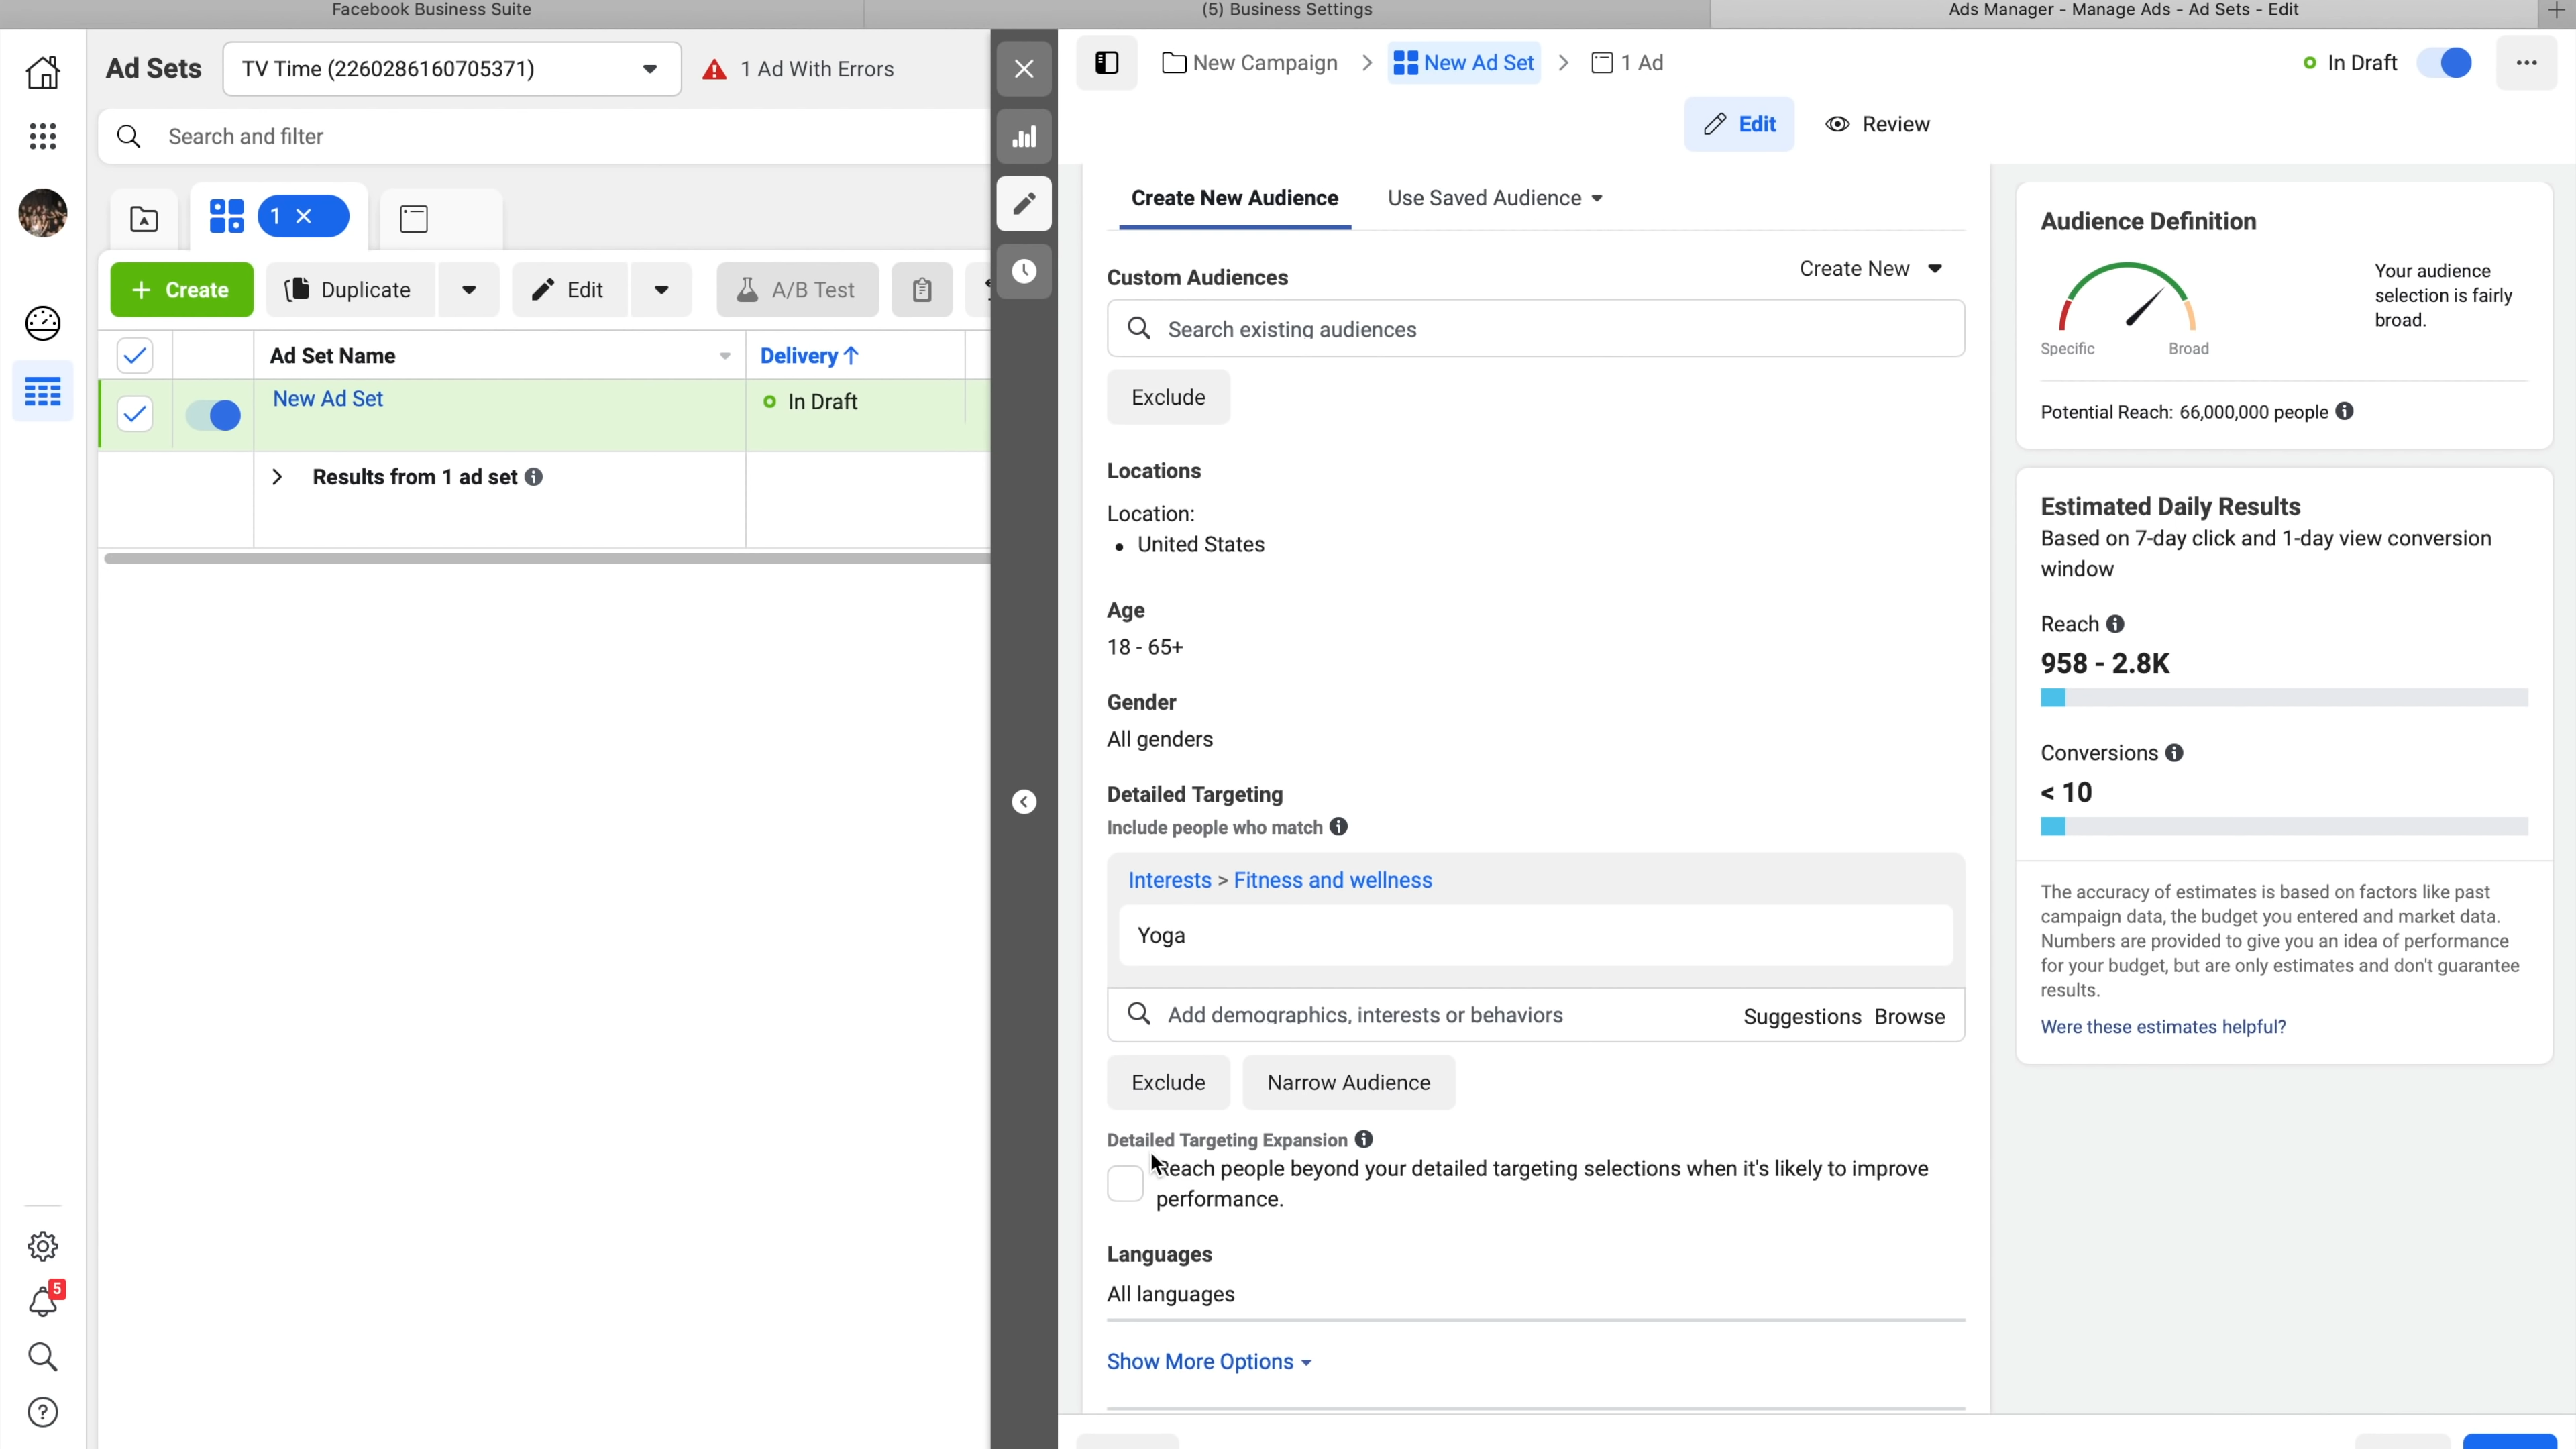 Facebook Business Suite
(5) Business Settings
Ads Manager - Manage Ads - Ad Sets - Edit
Ad Sets
TV Time (2260286160705371)
1 Ad With Errors
New Campaign
New Ad Set
1 Ad
In Draft
Search and filter
Edit
Review
1
Create
Duplicate
Edit
A/B Test
Ad Set Name
Delivery
New Ad Set
In Draft
Results from 1 ad set
5
Create New Audience
Use Saved Audience
Custom Audiences
Create New
Search existing audiences
Exclude
Locations
Location:
United States
Age
18 - 65+
Gender
All genders
Detailed Targeting
Include people who match
Interests > Fitness and wellness
Yoga
Add demographics, interests or behaviors
Suggestions
Browse
Exclude
Narrow Audience
Detailed Targeting Expansion
Reach people beyond your detailed targeting selections when it's likely to improve
performance.
Languages
All languages
Show More Options
Audience Definition
Your audience
selection is fairly
broad.
Specific
Broad
Potential Reach: 66,000,000 people
Estimated Daily Results
Based on 7-day click and 1-day view conversion
window
Reach
958 - 2.8K
Conversions
< 10
The accuracy of estimates is based on factors like past
campaign data, the budget you entered and market data.
Numbers are provided to give you an idea of performance
for your budget, but are only estimates and don't guarantee
results.
Were these estimates helpful?